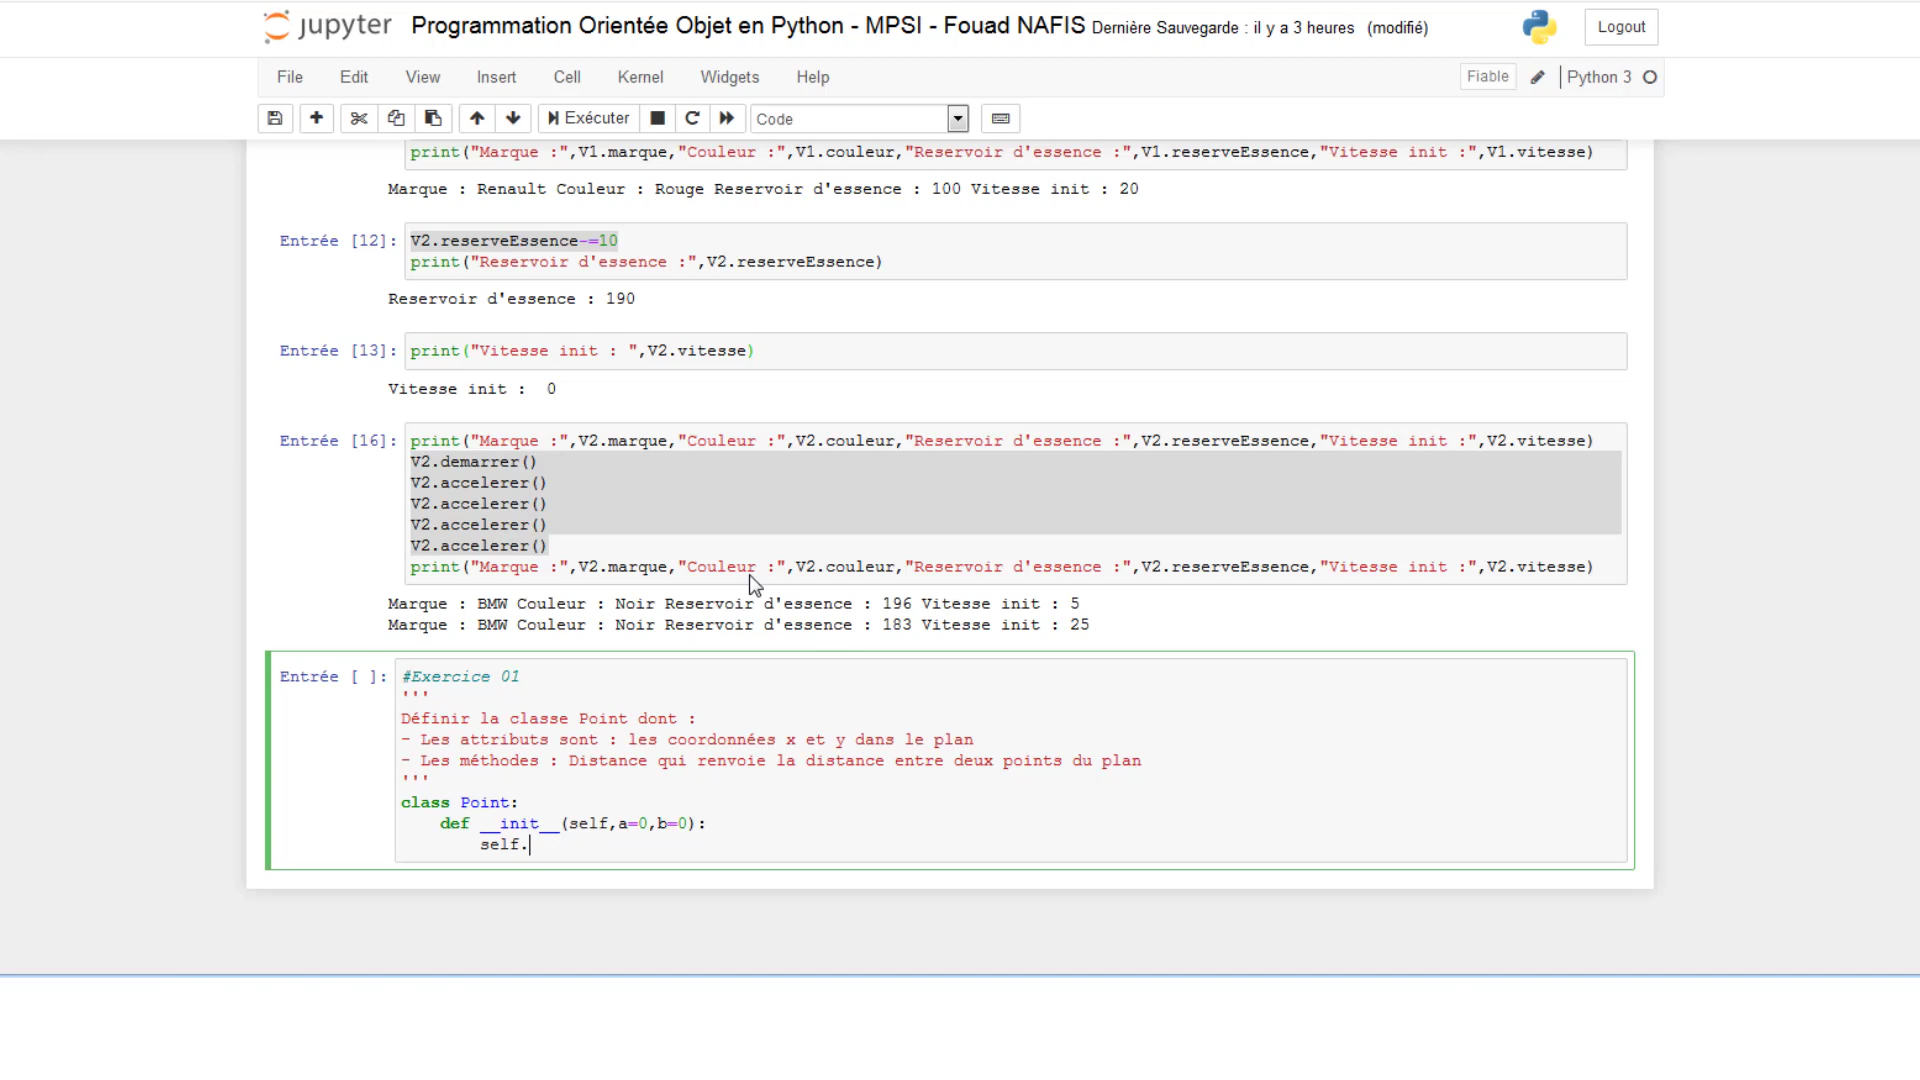 jupyter Programmation Orientée Objet en Python - MPSI - Fouad NAFIS Dernière Sauvegarde : il y a 3 heures (modifié) Logout
File Edit View Insert Cell Kernel Widgets Help Fiable Python 3
Exécuter Code
print("Marque :",V1.marque,"Couleur :",V1.couleur,"Reservoir d'essence :",V1.reserveEssence,"Vitesse init :",V1.vitesse)
Marque : Renault Couleur : Rouge Reservoir d'essence : 100 Vitesse init : 20
Entrée [12]: V2.reserveEssence-=10
print("Reservoir d'essence :",V2.reserveEssence)
Reservoir d'essence : 190
Entrée [13]: print("Vitesse init : ",V2.vitesse)
Vitesse init :  0
Entrée [16]: print("Marque :",V2.marque,"Couleur :",V2.couleur,"Reservoir d'essence :",V2.reserveEssence,"Vitesse init :",V2.vitesse)
V2.demarrer()
V2.accelerer()
V2.accelerer()
V2.accelerer()
V2.accelerer()
print("Marque :",V2.marque,"Couleur :",V2.couleur,"Reservoir d'essence :",V2.reserveEssence,"Vitesse init :",V2.vitesse)
Marque : BMW Couleur : Noir Reservoir d'essence : 196 Vitesse init : 5
Marque : BMW Couleur : Noir Reservoir d'essence : 183 Vitesse init : 25
Entrée [ ]: #Exercice 01
'''
Définir la classe Point dont :
- Les attributs sont : les coordonnées x et y dans le plan
- Les méthodes : Distance qui renvoie la distance entre deux points du plan
'''
class Point:
def __init__(self,a=0,b=0):
self.